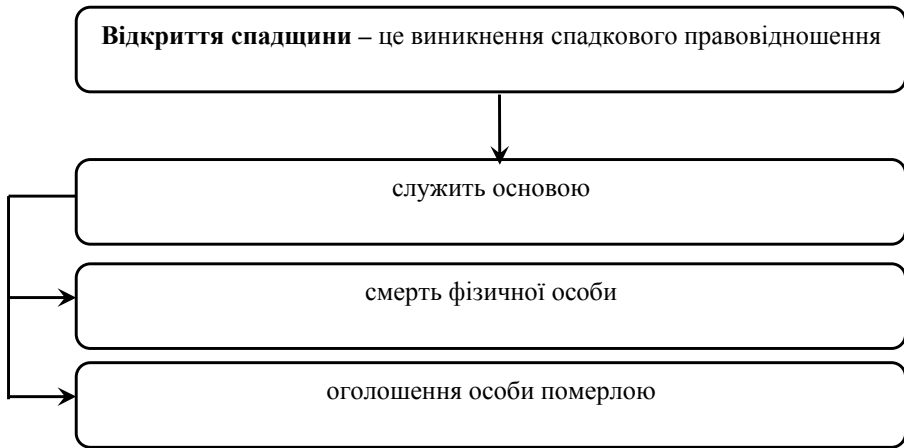 Відкриття спадщини – це виникнення спадкового правовідношення
служить основою
смерть фізичної особи
оголошення особи померлою